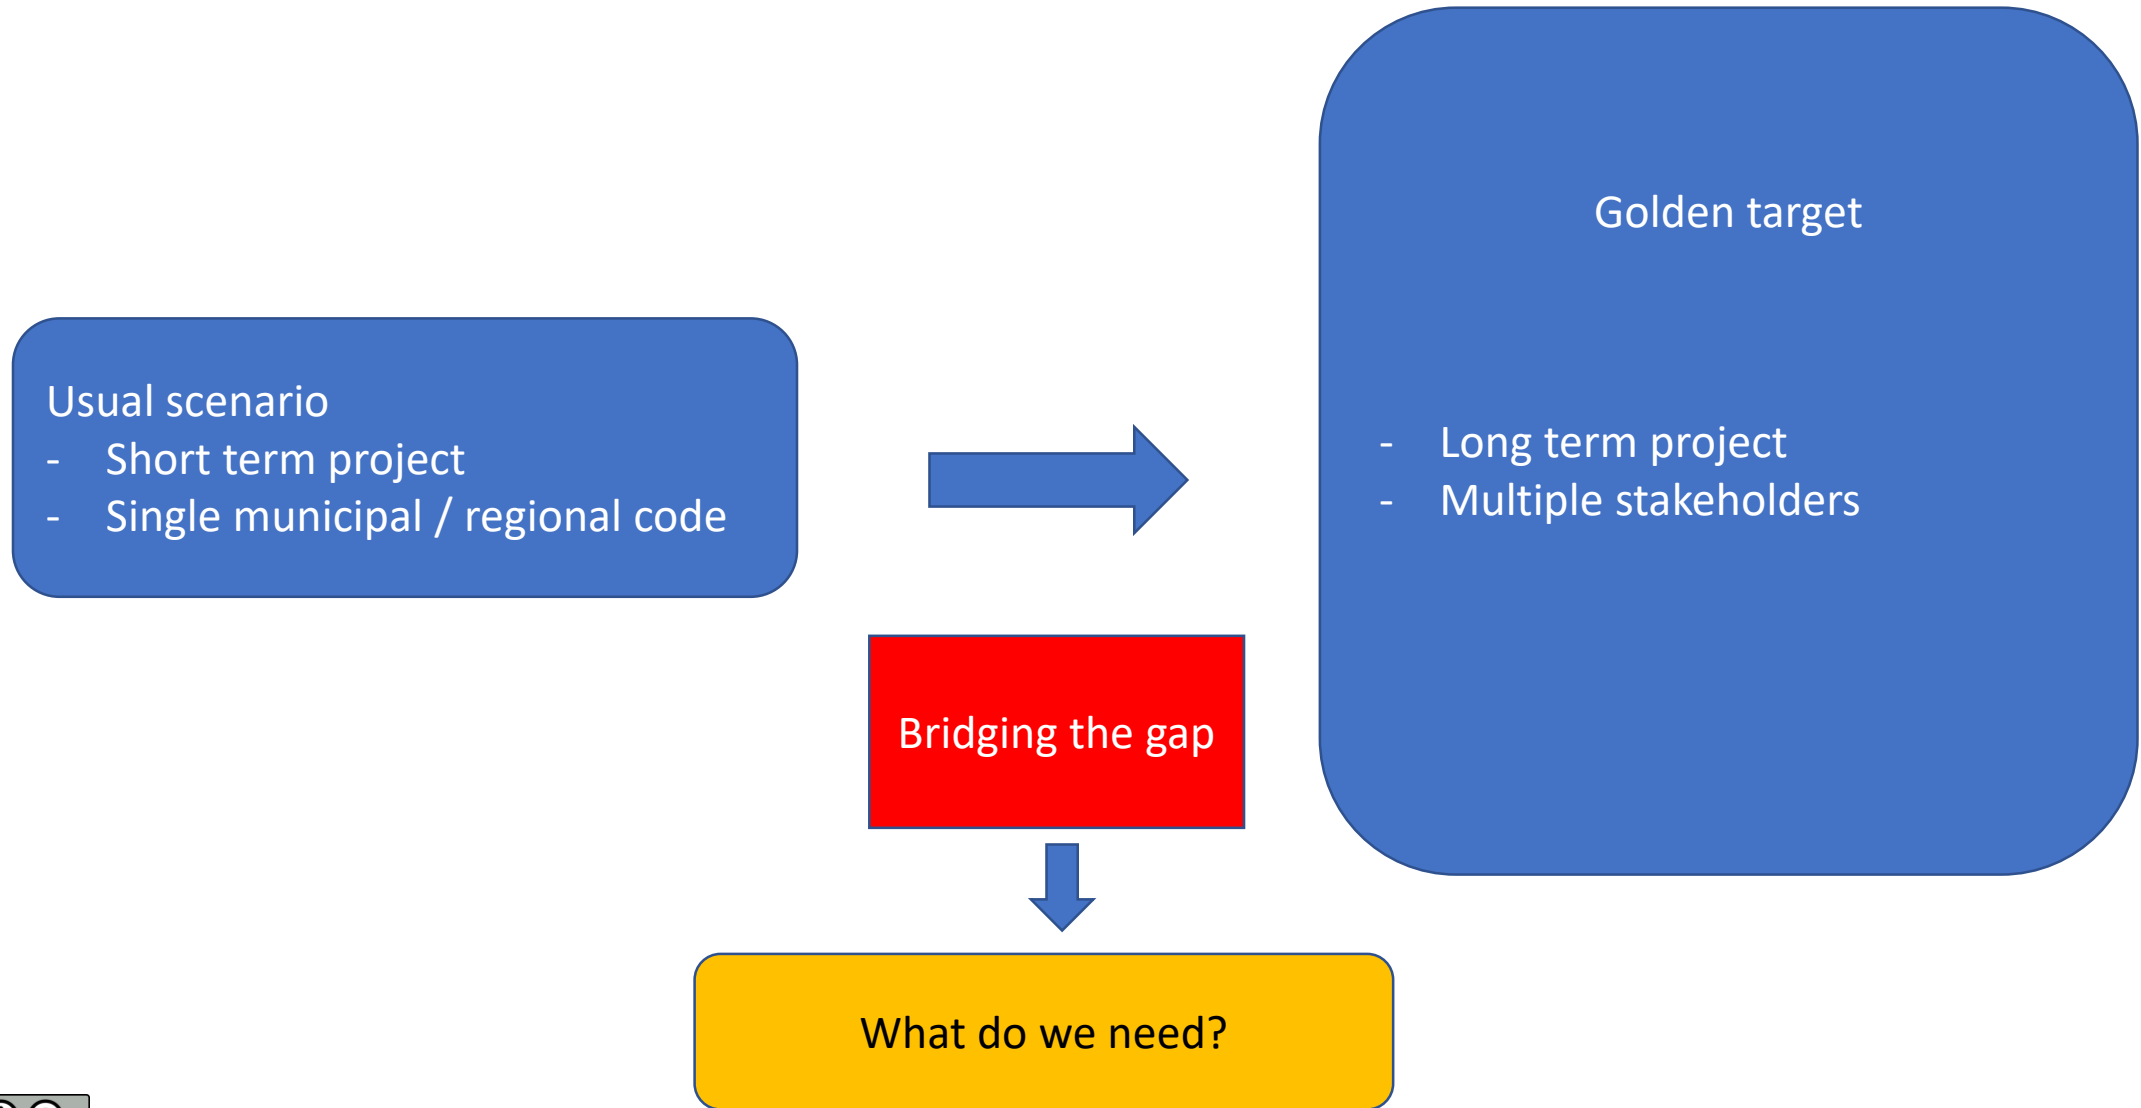 Usual scenario
- Short term project
- Single municipal / regional code
Golden target
- Long term project
- Multiple stakeholders
Bridging the gap
What do we need?